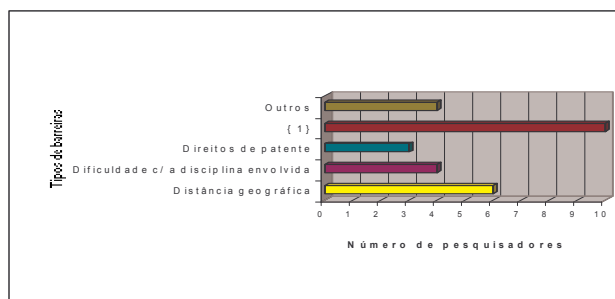 Tipos de barreiras
Outros
{1}
Direitos de patente
Dificuldade c/ a disciplina envolvida
Distância geográfica
0 1 2 3 4 5 6 7 8 9 10
Número de pesquisadores